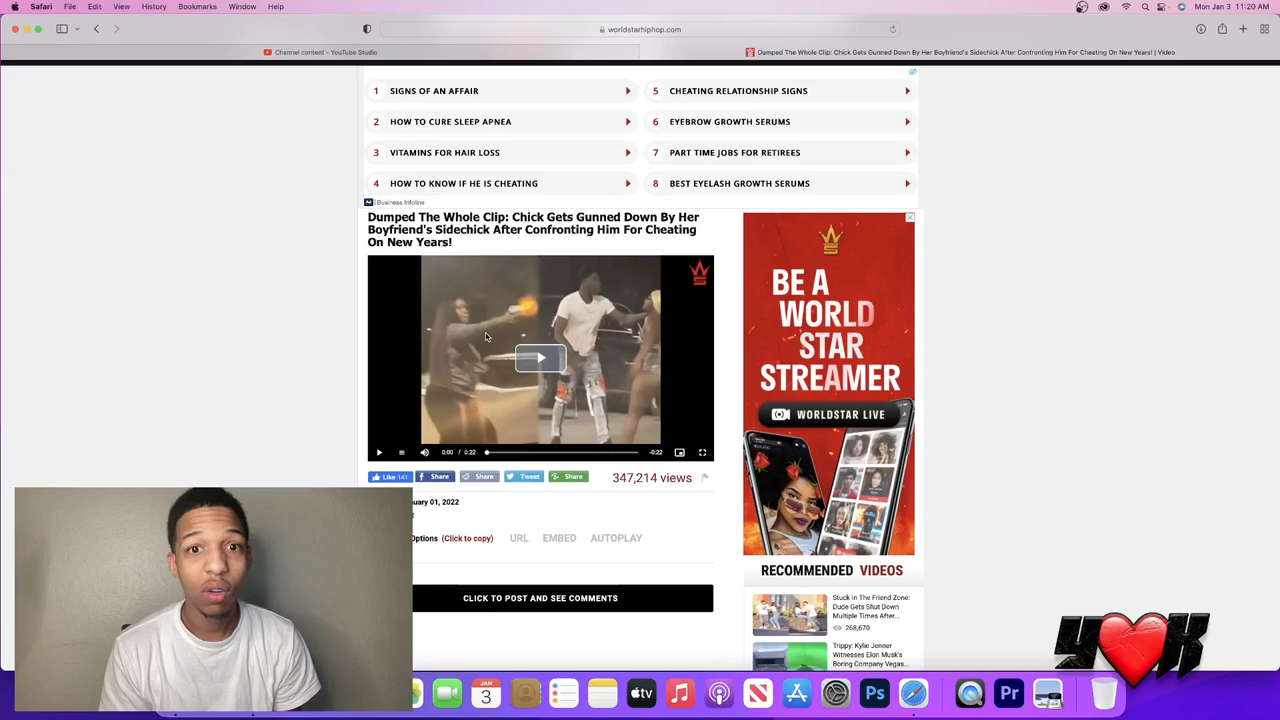 Safari File Edit View History Bookmarks Window Help
Mon Jan 3 11:20 AM
worldstarhiphop.com
Channel content - YouTube Studio
Dumped The Whole Clip: Chick Gets Gunned Down By Her Boyfriend's Sidechick After Confronting Him For Cheating On New Years! | Video
1 SIGNS OF AN AFFAIR
5 CHEATING RELATIONSHIP SIGNS
2 HOW TO CURE SLEEP APNEA
6 EYEBROW GROWTH SERUMS
3 VITAMINS FOR HAIR LOSS
7 PART TIME JOBS FOR RETIREES
4 HOW TO KNOW IF HE IS CHEATING
8 BEST EYELASH GROWTH SERUMS
Ad | Business Infoline
Dumped The Whole Clip: Chick Gets Gunned Down By Her
Boyfriend's Sidechick After Confronting Him For Cheating
On New Years!
0:00 / 0:22
-0:22
Like 141
Share
Share
Tweet
Share
347,214 views
uary 01, 2022
Options (Click to copy) URL EMBED AUTOPLAY
CLICK TO POST AND SEE COMMENTS
BE A
WORLD
STAR
STREAMER
WORLDSTAR LIVE
RECOMMENDED VIDEOS
Stuck In The Friend Zone:
Dude Gets Shut Down
Multiple Times After...
268,670
Trippy: Kylie Jenner
Witnesses Elon Musk's
Boring Company Vegas...
JAN
3
tv
Ps
Pr
Y K